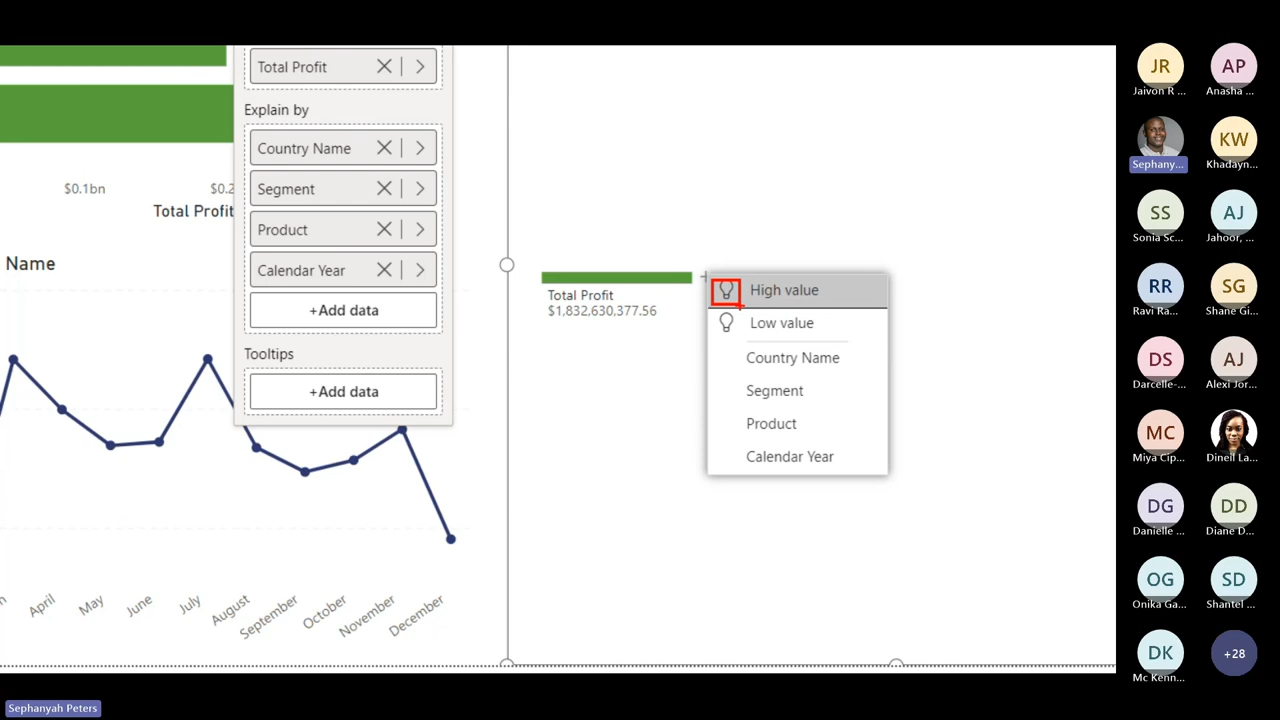 Total Profit
Explain by
Country Name
Segment
Product
Calendar Year
+Add data
Tooltips
+Add data
$0.1bn
$0.2
Total Profit
Name
April
May
June
July
August
September
October
November
December
Total Profit
$1,832,630,377.56
High value
Low value
Country Name
Segment
Product
Calendar Year
JR
Jaivon R ...
AP
Anasha ...
Sephany...
KW
Khadayn...
SS
Sonia Sc...
AJ
Jahoor, ...
RR
Ravi Ra...
SG
Shane Gi...
DS
Darcelle-...
AJ
Alexi Jor...
MC
Miya Cip...
Dinell La...
DG
Danielle ...
DD
Diane D...
OG
Onika Ga...
SD
Shantel ...
DK
Mc Kenn...
+28
Sephanyah Peters